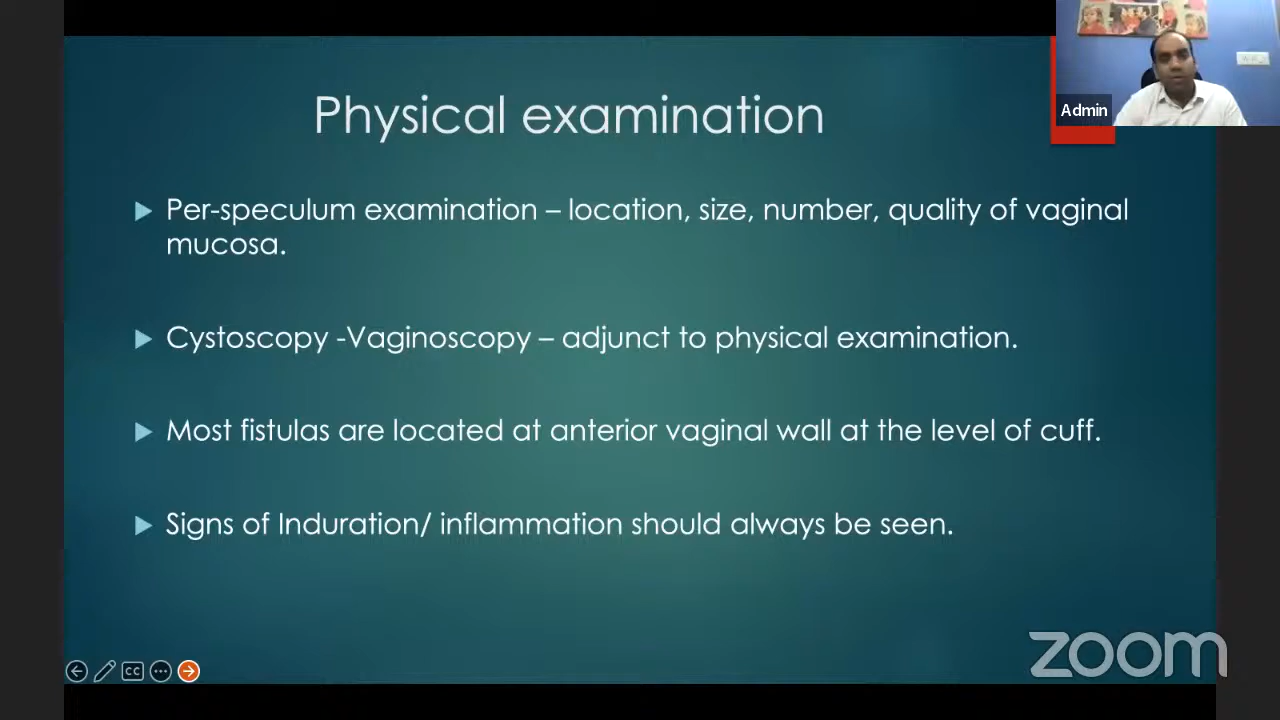 Physical examination
Admin
Per-speculum examination – location, size, number, quality of vaginal
mucosa.
Cystoscopy -Vaginoscopy – adjunct to physical examination.
Most fistulas are located at anterior vaginal wall at the level of cuff.
Signs of Induration/ inflammation should always be seen.
CC
zoom